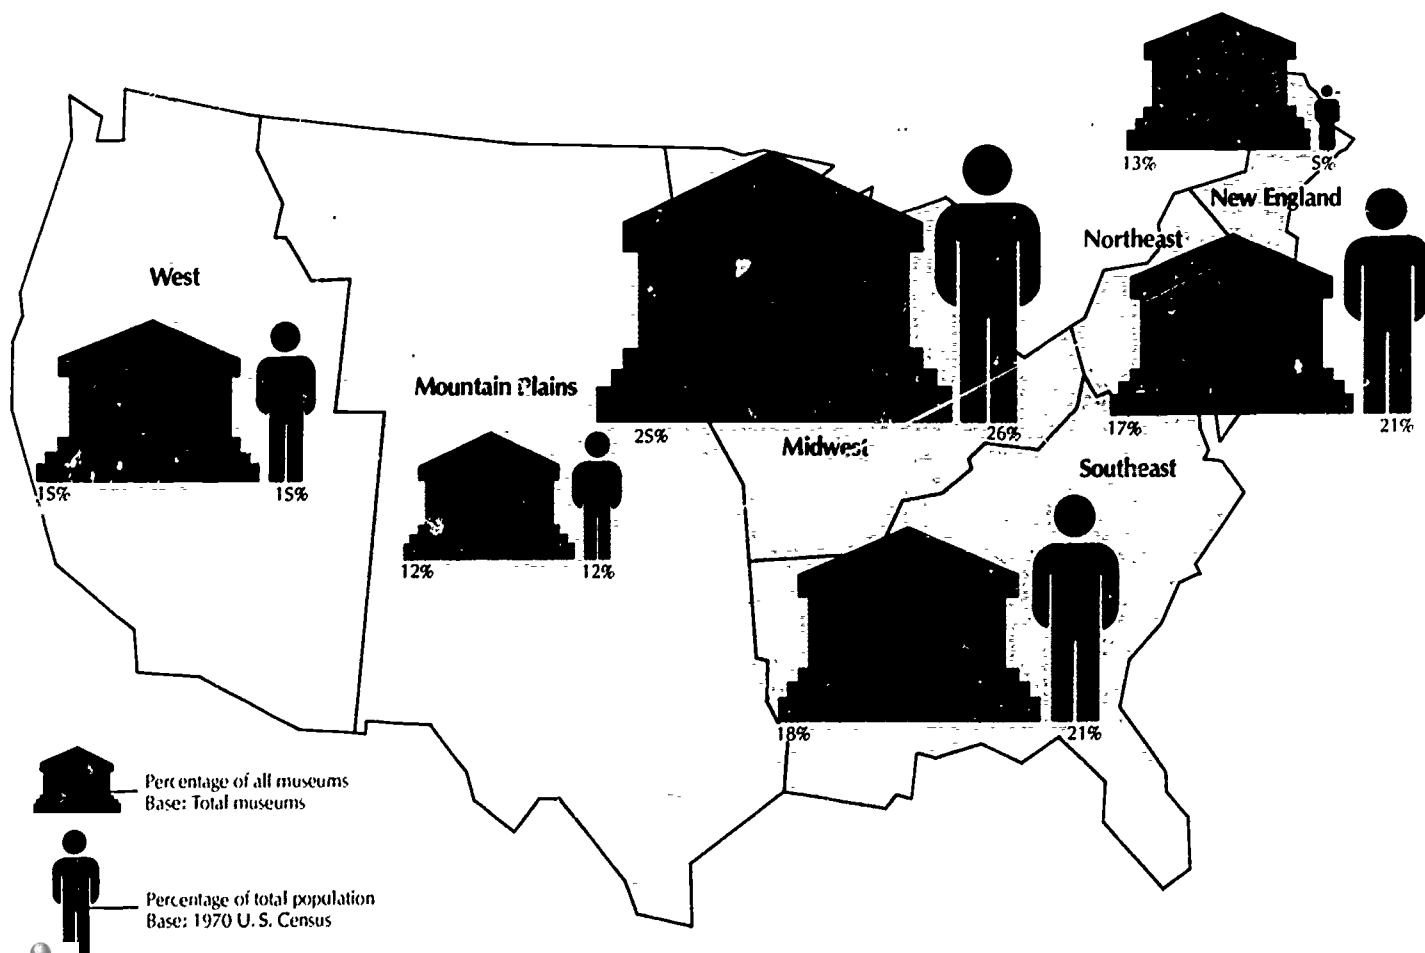 13%
5%
New England
Northeast
West
Mountain Plains
25%
26%
17%
21%
Midwest
Southeast
15%
15%
12%
12%
18%
21%
Percentage of all museums
Base: Total museums
Percentage of total population
Base: 1970 U. S. Census